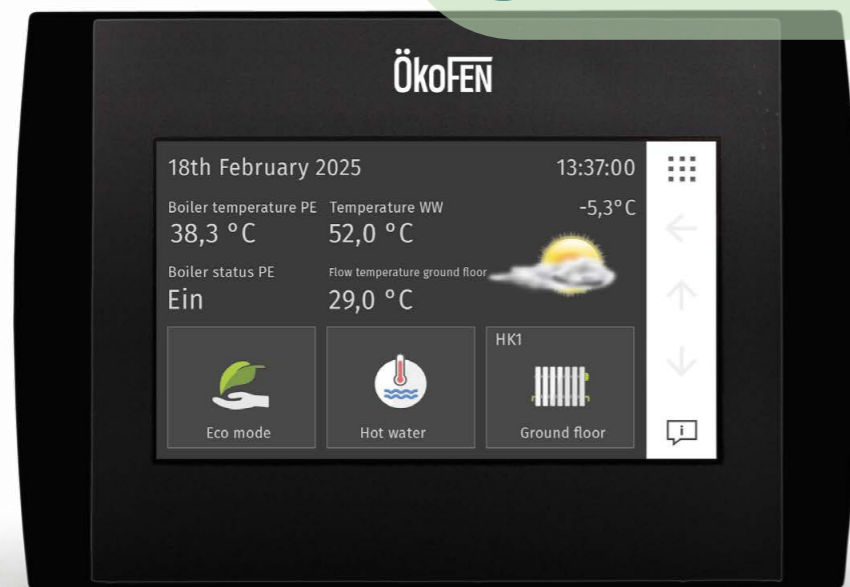 ÖkoFEN
18th February 2025 13:37:00
Boiler temperature PE Temperature WW -5,3°C
38,3 °C 52,0 °C
Boiler status PE Flow temperature ground floor
Ein 29,0 °C
HK1
Eco mode Hot water Ground floor
i